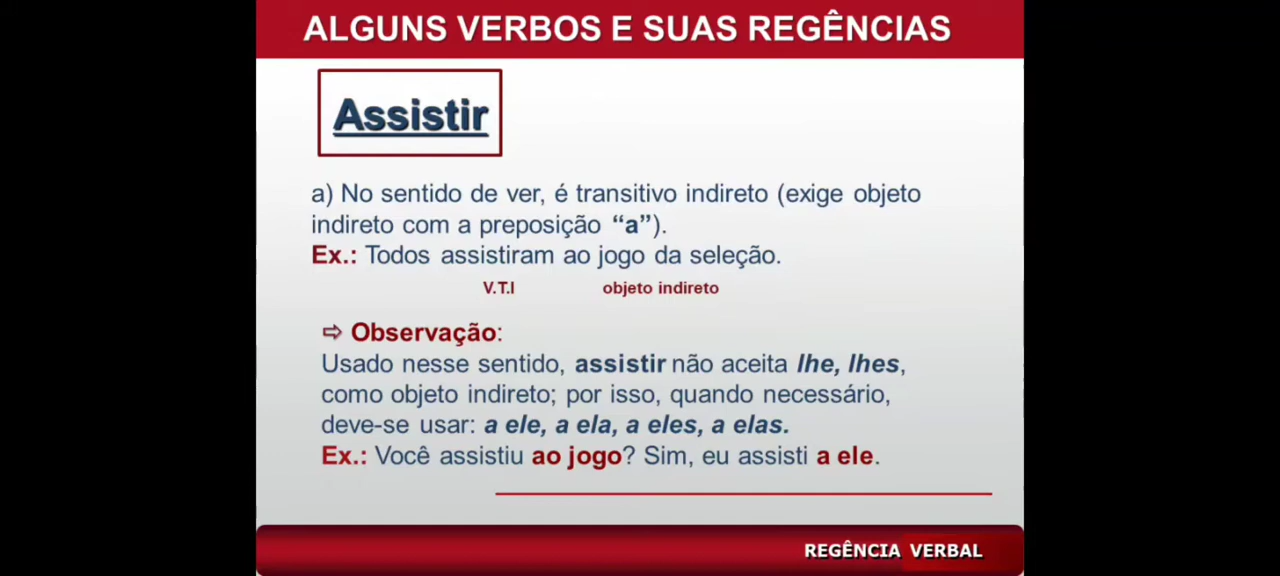 ALGUNS VERBOS E SUAS REGÊNCIAS
Assistir
a) No sentido de ver, é transitivo indireto (exige objeto
indireto com a preposição “a”).
Ex.: Todos assistiram ao jogo da seleção.
V.T.I objeto indireto
⇨ Observação:
Usado nesse sentido, assistir não aceita lhe, lhes,
como objeto indireto; por isso, quando necessário,
deve-se usar: a ele, a ela, a eles, a elas.
Ex.: Você assistiu ao jogo? Sim, eu assisti a ele.
REGÊNCIA VERBAL